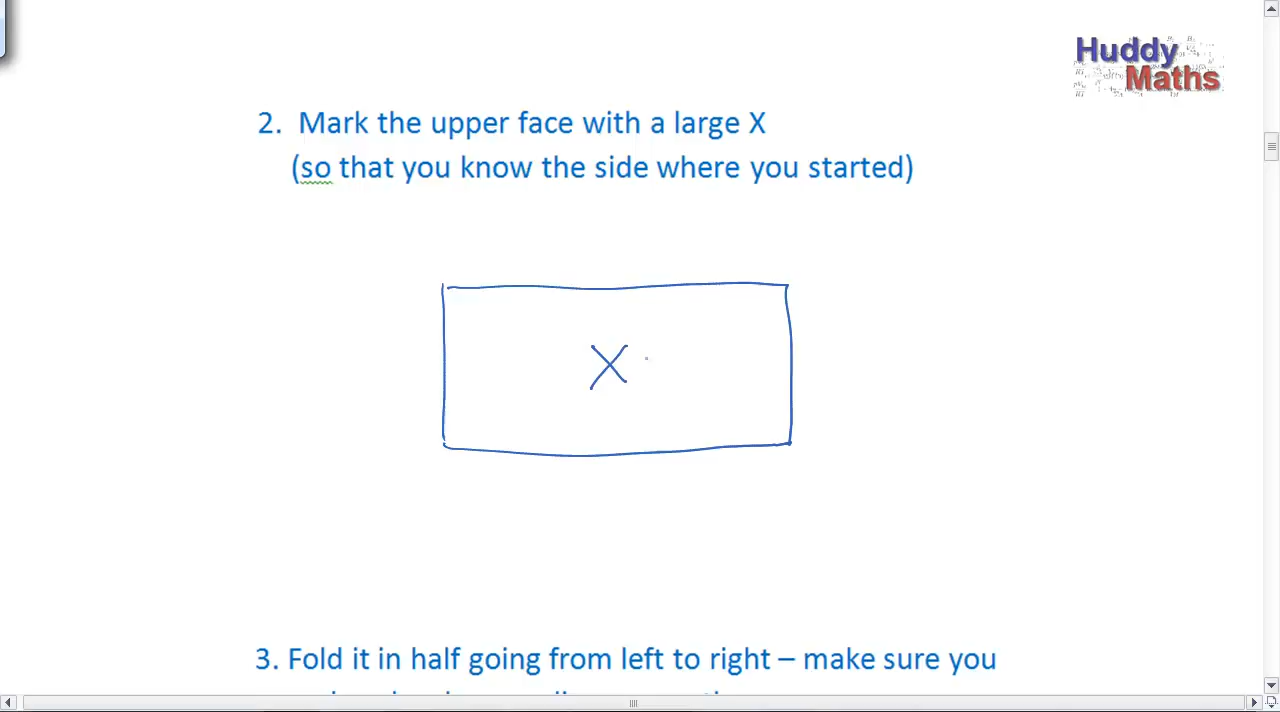 Huddy
Maths
2. Mark the upper face with a large X
(so that you know the side where you started)
X
3. Fold it in half going from left to right – make sure you